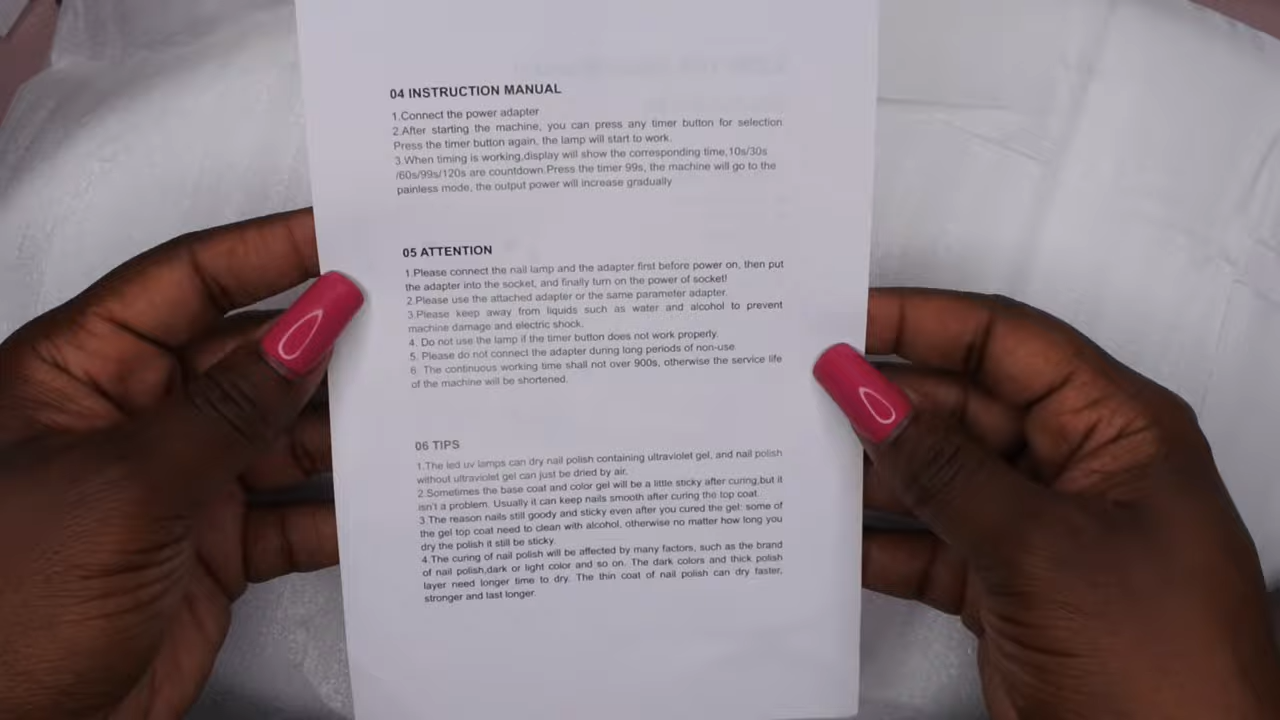 04 INSTRUCTION MANUAL
1.Connect the power adapter
2.After starting the machine, you can press any timer button for selection
Press the timer button again, the lamp will start to work.
3.When timing is working,display will show the corresponding time,10s/30s
/60s/99s/120s are countdown.Press the timer 99s, the machine will go to the
painless mode, the output power will increase gradually
05 ATTENTION
1.Please connect the nail lamp and the adapter first before power on, then put
the adapter into the socket, and finally turn on the power of socket!
2.Please use the attached adapter or the same parameter adapter.
3.Please keep away from liquids such as water and alcohol to prevent
machine damage and electric shock.
4. Do not use the lamp if the timer button does not work properly.
5. Please do not connect the adapter during long periods of non-use.
6. The continuous working time shall not over 900s, otherwise the service life
of the machine will be shortened.
06 TIPS
1.The led uv lamps can dry nail polish containing ultraviolet gel, and nail polish
without ultraviolet gel can just be dried by air.
2.Sometimes the base coat and color gel will be a little sticky after curing,but it
isn't a problem. Usually it can keep nails smooth after curing the top coat.
3.The reason nails still goody and sticky even after you cured the gel: some of
the gel top coat need to clean with alcohol, otherwise no matter how long you
dry the polish it still be sticky.
4.The curing of nail polish will be affected by many factors, such as the brand
of nail polish,dark or light color and so on. The dark colors and thick polish
layer need longer time to dry. The thin coat of nail polish can dry faster,
stronger and last longer.